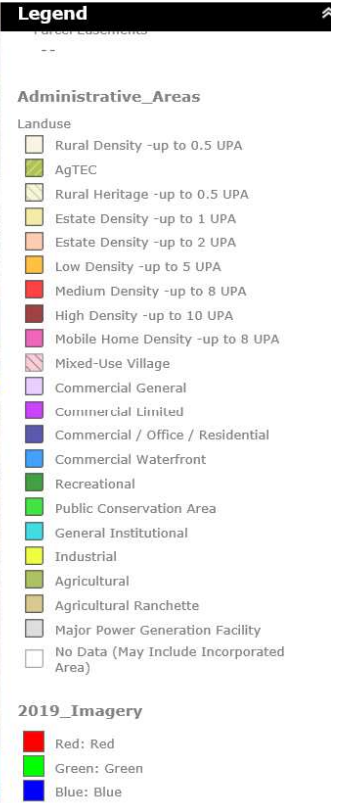 Legend
Parcel Easements
--
Administrative_Areas
Landuse
Rural Density -up to 0.5 UPA
AgTEC
Rural Heritage -up to 0.5 UPA
Estate Density -up to 1 UPA
Estate Density -up to 2 UPA
Low Density -up to 5 UPA
Medium Density -up to 8 UPA
High Density -up to 10 UPA
Mobile Home Density -up to 8 UPA
Mixed-Use Village
Commercial General
Commercial Limited
Commercial / Office / Residential
Commercial Waterfront
Recreational
Public Conservation Area
General Institutional
Industrial
Agricultural
Agricultural Ranchette
Major Power Generation Facility
No Data (May Include Incorporated
Area)
2019_Imagery
Red: Red
Green: Green
Blue: Blue